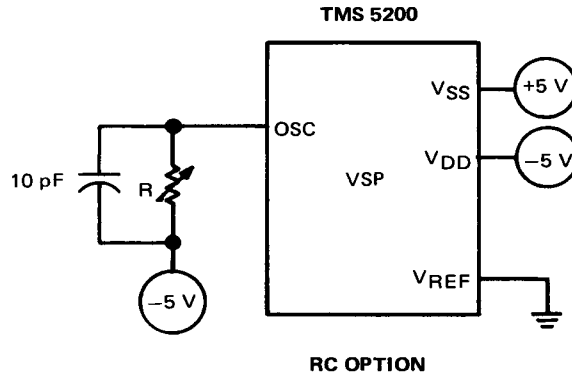 TMS 5200
VSS
+5 V
OSC
VDD
−5 V
10 pF
R
VSP
−5 V
VREF
RC OPTION